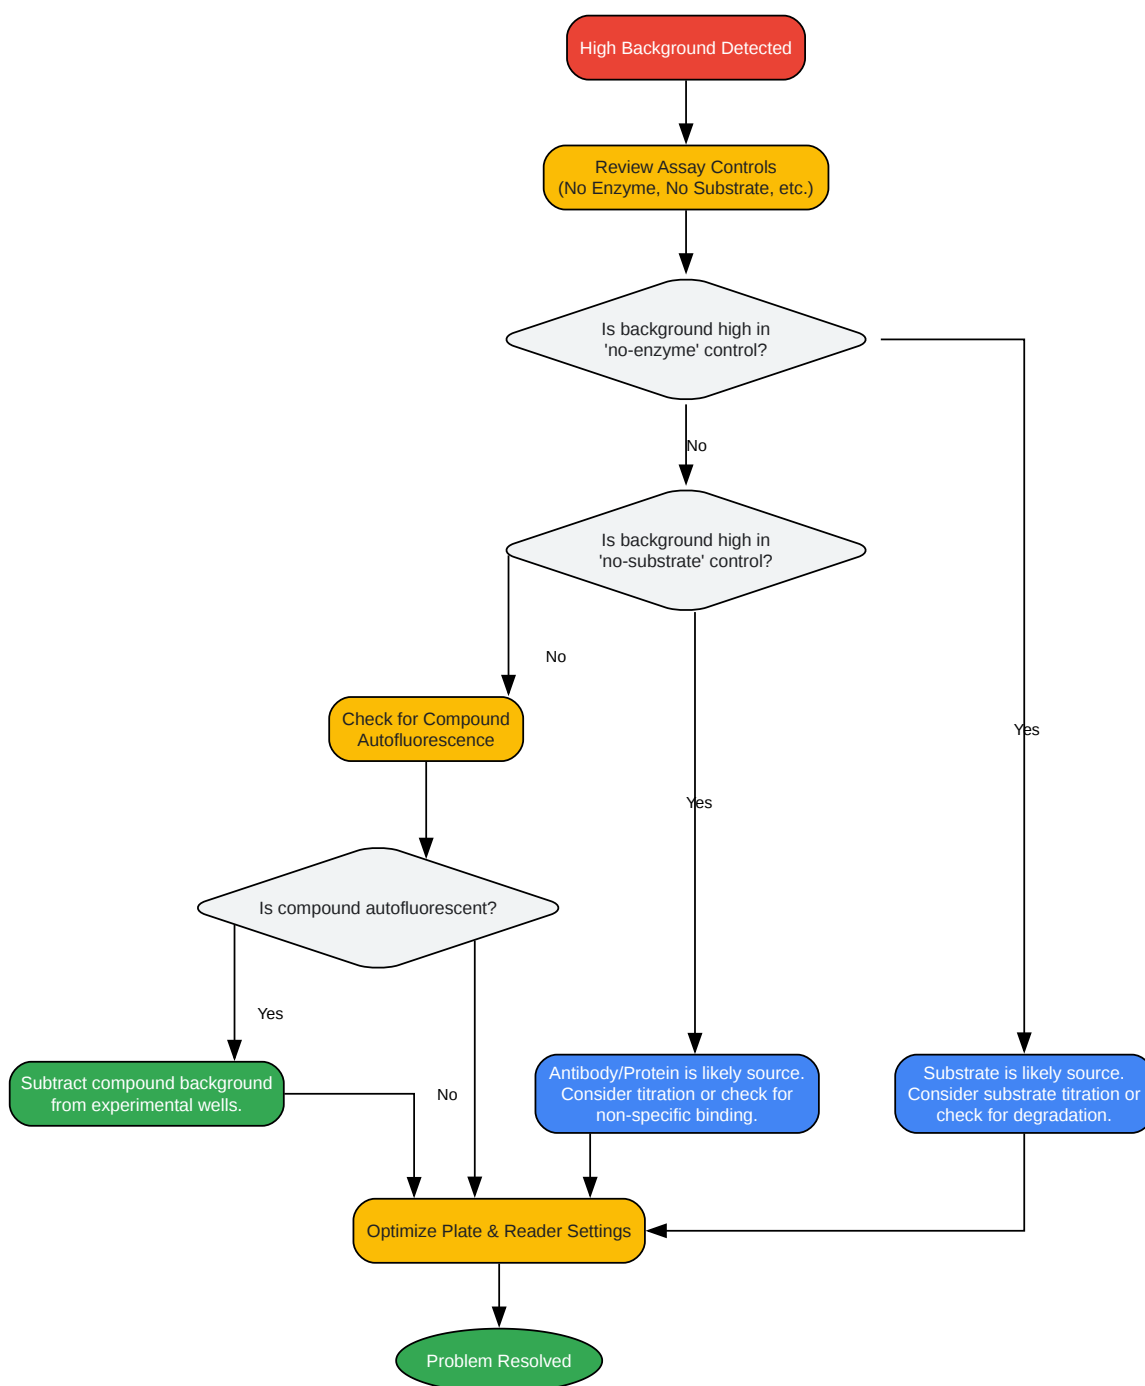 High Background Detected
Review Assay Controls
(No Enzyme, No Substrate, etc.)
Is background high in
'no-enzyme' control?
No
Is background high in
'no-substrate' control?
No
Check for Compound
Autofluorescence
Yes
Yes
Is compound autofluorescent?
Yes
No
Subtract compound background
from experimental wells.
Antibody/Protein is likely source.
Consider titration or check for
non-specific binding.
Substrate is likely source.
Consider substrate titration or
check for degradation.
Optimize Plate & Reader Settings
Problem Resolved